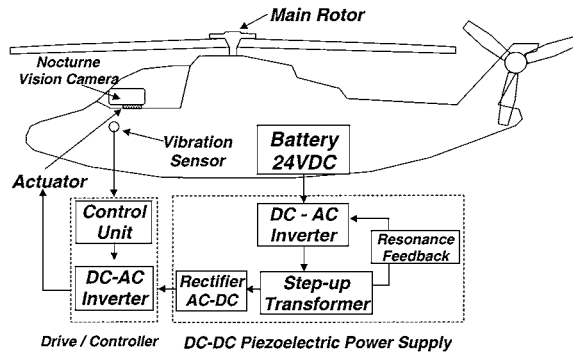 Main Rotor
Nocturne
Vision Camera
Vibration
Sensor
Battery
24VDC
Actuator
Control
Unit
DC - AC
Inverter
Resonance
Feedback
DC-AC
Inverter
Rectifier
AC-DC
Step-up
Transformer
Drive / Controller
DC-DC Piezoelectric Power Supply